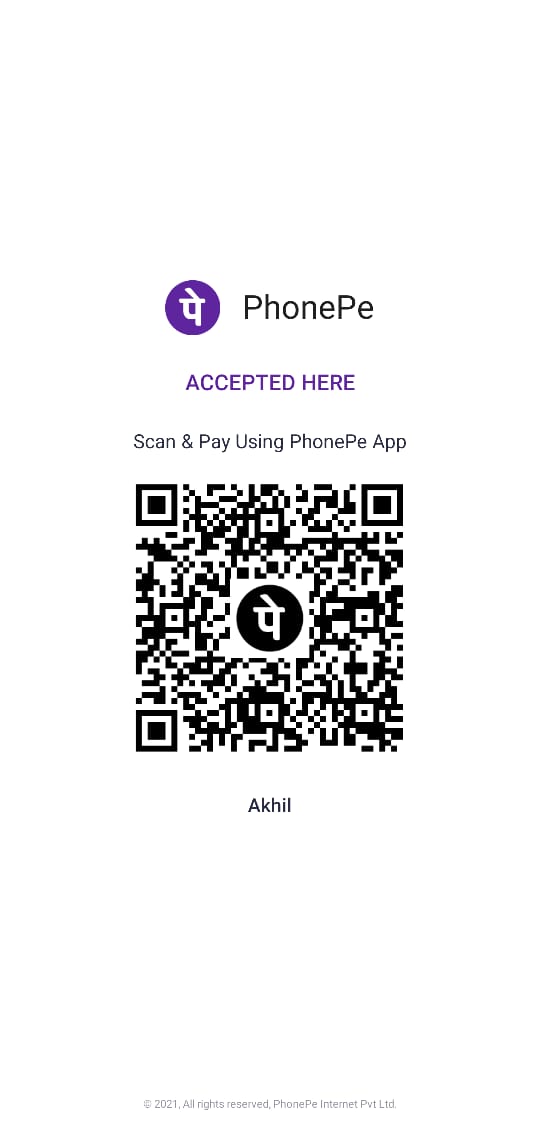 पे PhonePe
ACCEPTED HERE
Scan & Pay Using PhonePe App
पे
Akhil
© 2021, All rights reserved, PhonePe Internet Pvt Ltd.